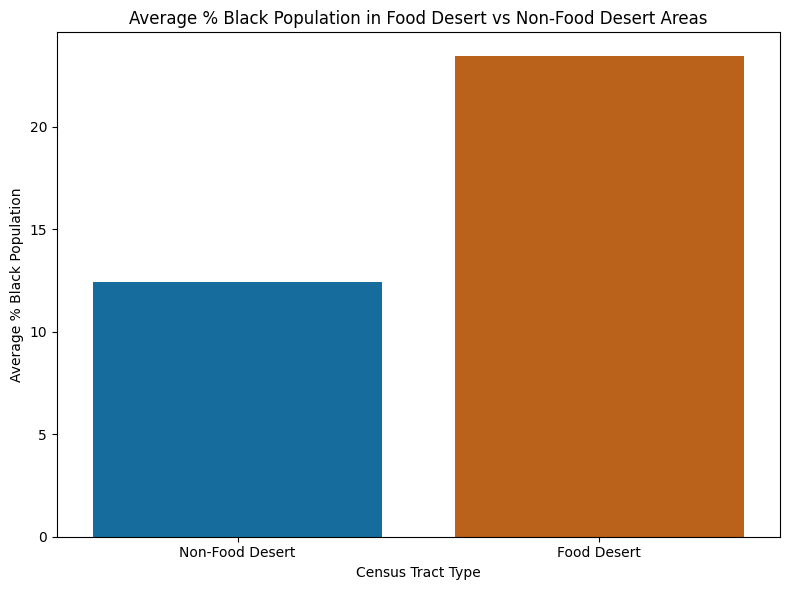 Average % Black Population in Food Desert vs Non-Food Desert Areas
Average % Black Population
20
15
10
5
0
Non-Food Desert
Food Desert
Census Tract Type